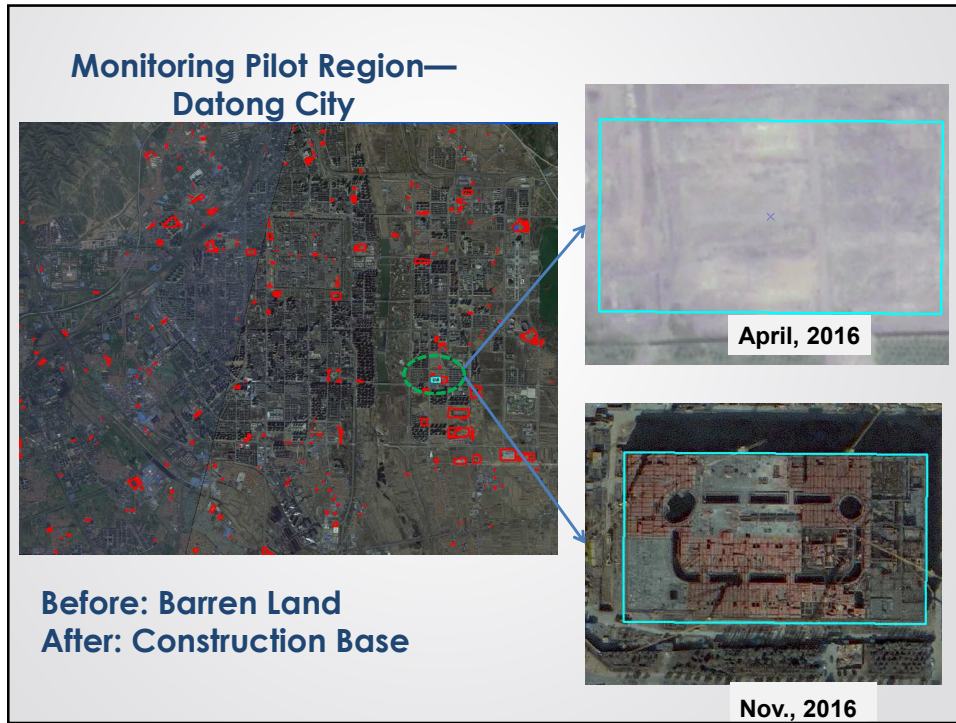 Monitoring Pilot Region—
Datong City
April, 2016
Before: Barren Land
After: Construction Base
Nov., 2016